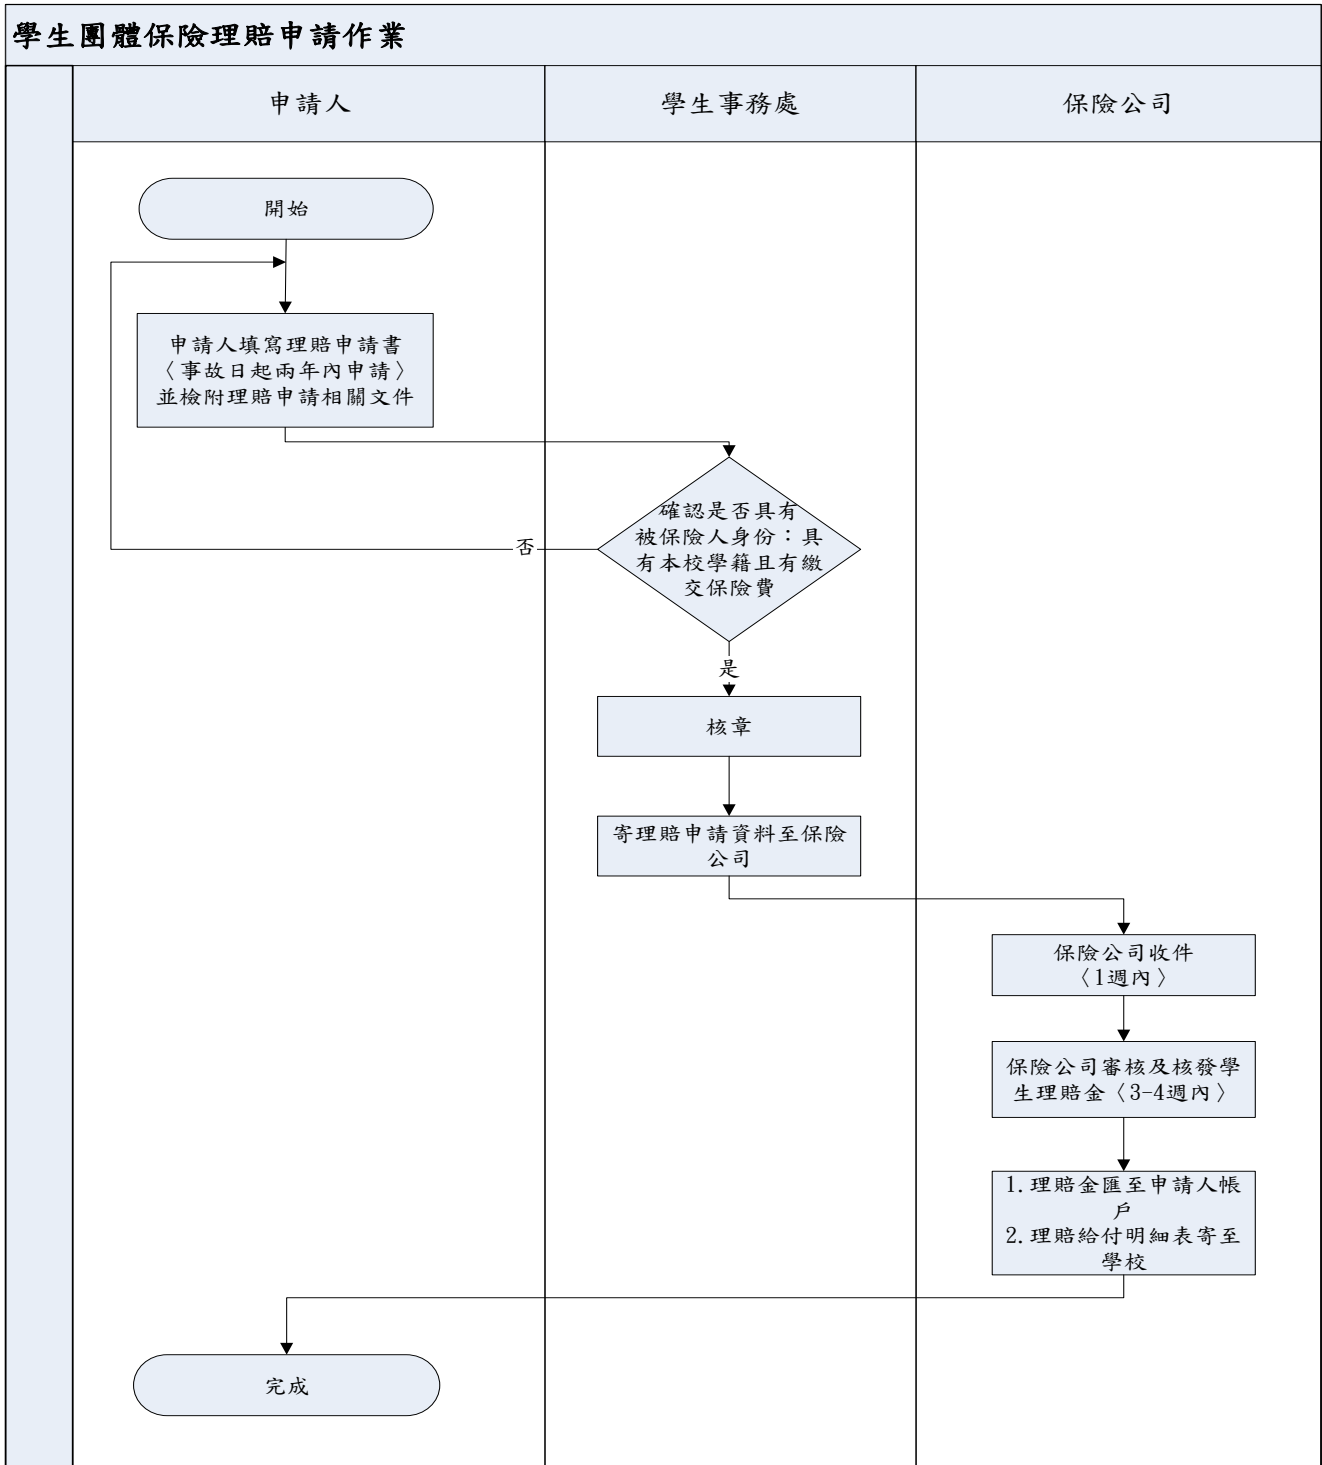 學生團體保險理賠申請作業
申請人
學生事務處
保險公司
開始
申請人填寫理賠申請書
〈事故日起兩年內申請〉
並檢附理賠申請相關文件
確認是否具有
被保險人身份：具
有本校學籍且有繳
交保險費
否
是
核章
寄理賠申請資料至保險
公司
保險公司收件
〈1週內〉
保險公司審核及核發學
生理賠金〈3-4週內〉
1.理賠金匯至申請人帳
戶
2.理賠給付明細表寄至
學校
完成